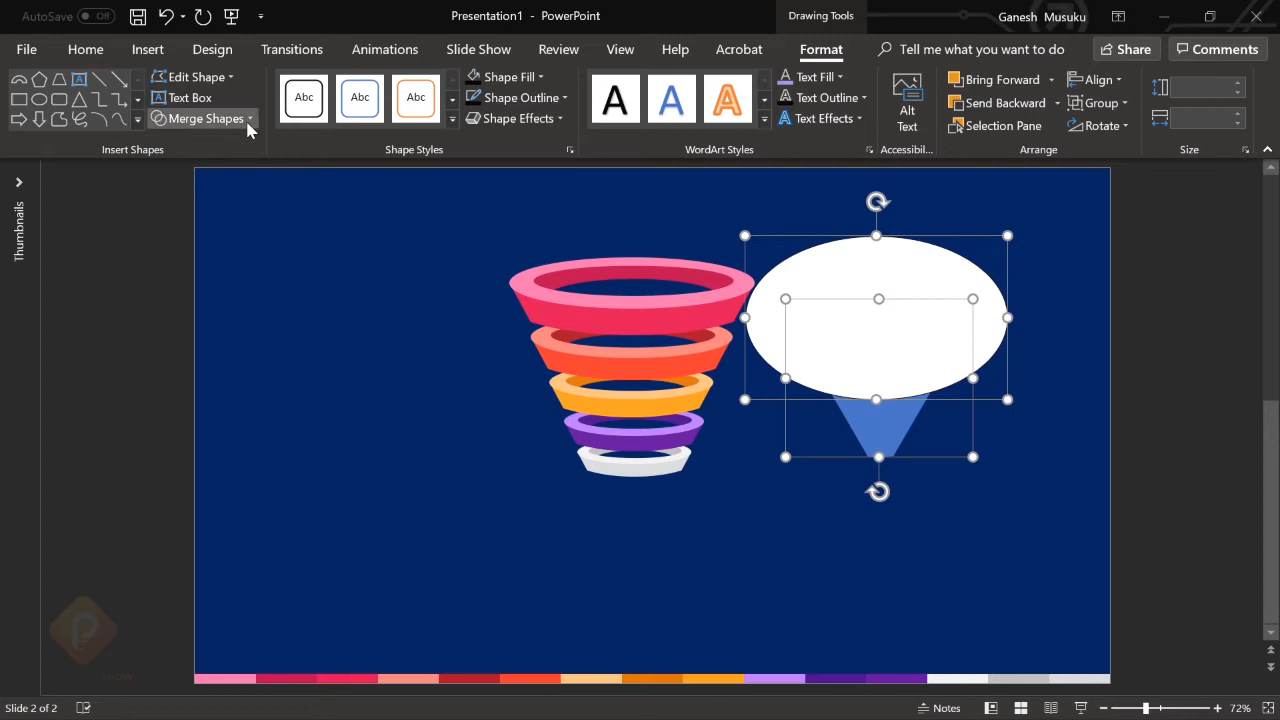 AutoSave Off
Presentation1 - PowerPoint
Drawing Tools
Ganesh Musuku
File Home Insert Design Transitions Animations Slide Show Review View Help Acrobat Format Tell me what you want to do Share Comments
Edit Shape
Text Box
Merge Shapes
Insert Shapes
Abc Abc Abc
Shape Fill
Shape Outline
Shape Effects
Shape Styles
A A A
Text Fill
Text Outline
Text Effects
WordArt Styles
Alt
Text
Accessibil...
Bring Forward
Send Backward
Selection Pane
Align
Group
Rotate
Arrange
Size
Thumbnails
Slide 2 of 2
Notes
72%